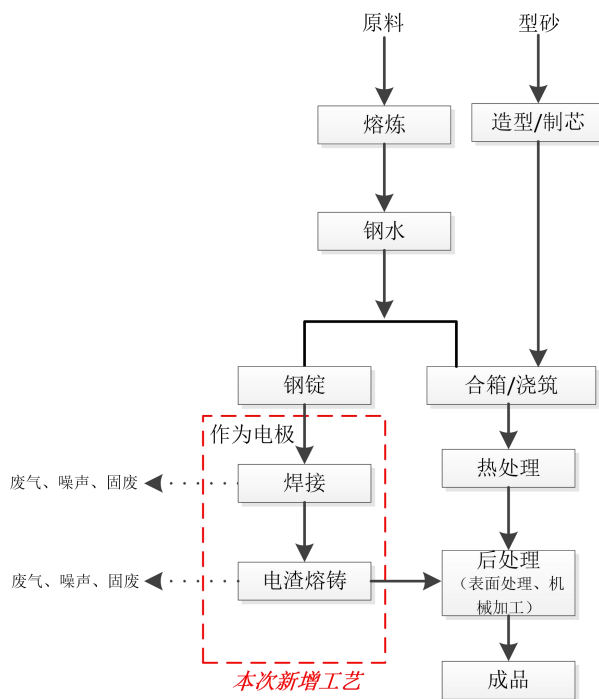 原料
型砂
熔炼
造型/制芯
钢水
钢锭
合箱/浇筑
作为电极
废气、噪声、固废
焊接
热处理
废气、噪声、固废
电渣熔铸
后处理
（表面处理、机
械加工）
本次新增工艺
成品